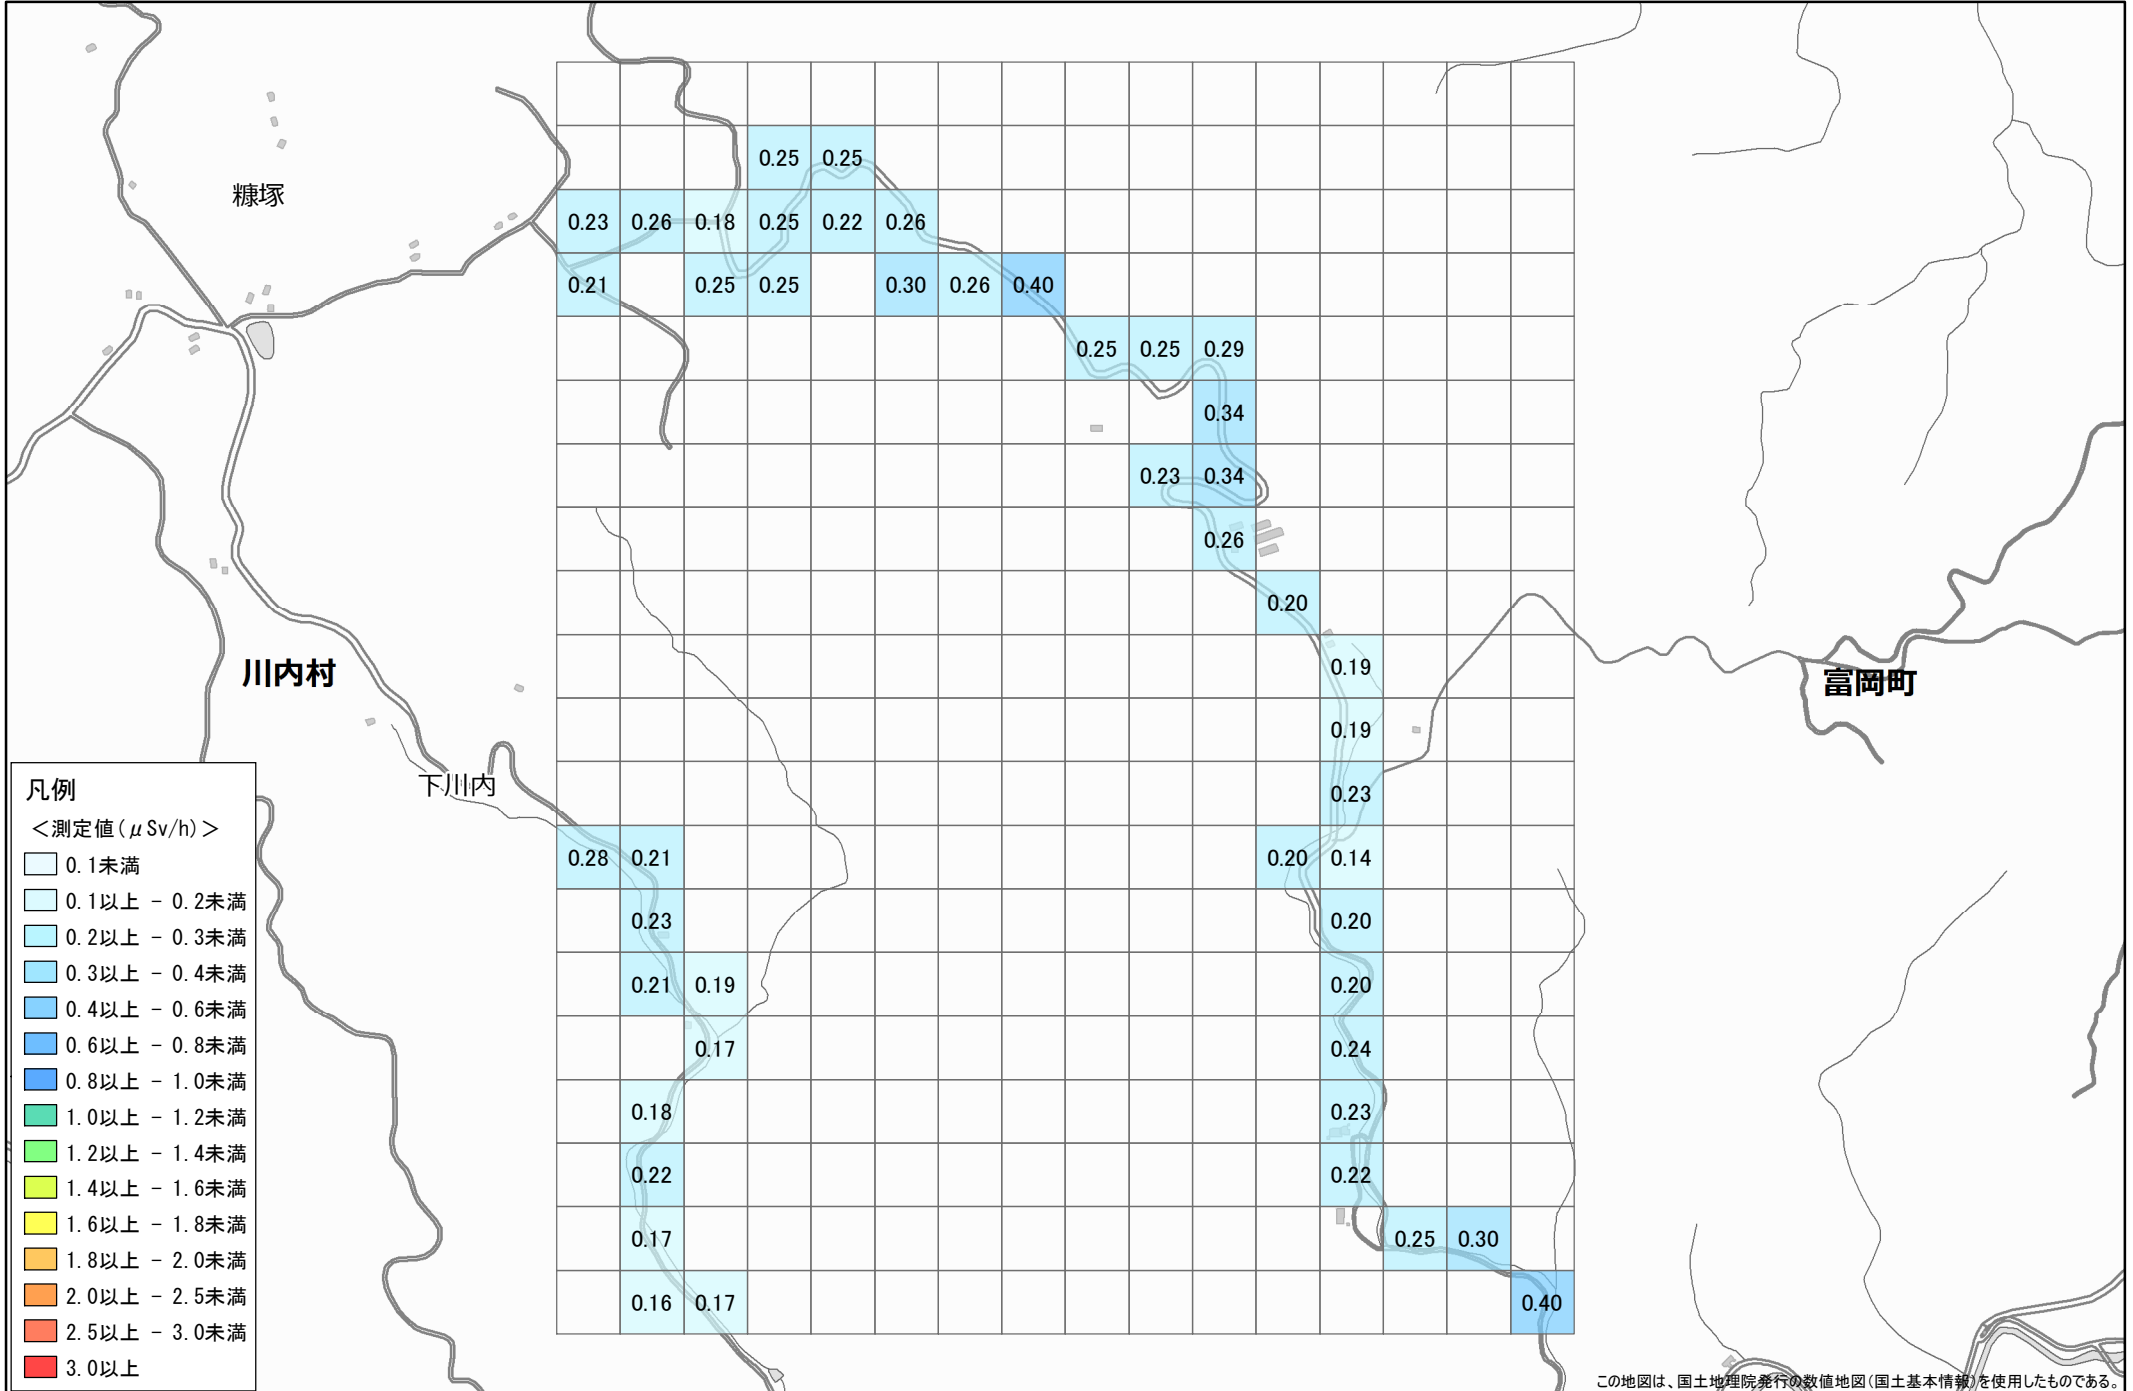 0.25 0.25
糠塚
0.23 0.26 0.18 0.25 0.22 0.26
0.21 0.25 0.25 0.30 0.26 0.40
0.25 0.25 0.29
0.34
0.23 0.34
0.26
0.20
0.19
川内村
富岡町
0.19
下川内
0.23
0.28 0.21 0.20 0.14
0.23 0.20
0.21 0.19 0.20
0.17 0.24
0.18 0.23
0.22 0.22
0.17 0.25 0.30
0.16 0.17 0.40
凡例
＜測定値(μSv/h)＞
0.1未満
0.1以上 - 0.2未満
0.2以上 - 0.3未満
0.3以上 - 0.4未満
0.4以上 - 0.6未満
0.6以上 - 0.8未満
0.8以上 - 1.0未満
1.0以上 - 1.2未満
1.2以上 - 1.4未満
1.4以上 - 1.6未満
1.6以上 - 1.8未満
1.8以上 - 2.0未満
2.0以上 - 2.5未満
2.5以上 - 3.0未満
3.0以上
この地図は、国土地理院発行の数値地図(国土基本情報)を使用したものである。